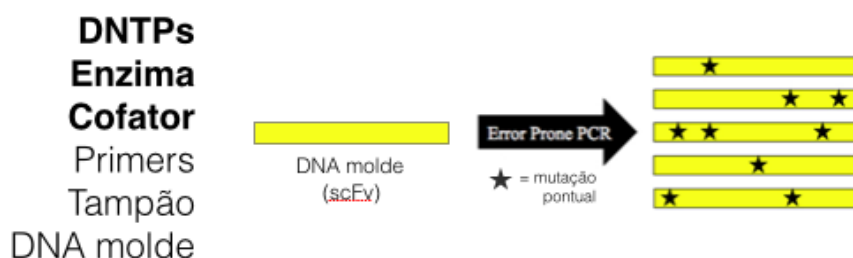 DNTPs
Enzima
Cofator
Primers
Tampão
DNA molde
DNA molde
(scFv)
Error Prone PCR
★ = mutação
pontual